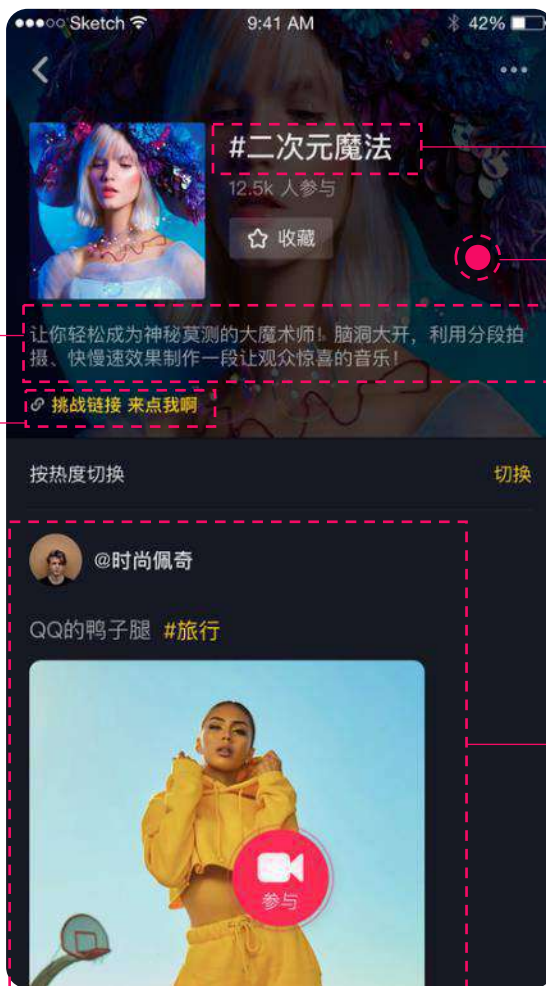 Sketch 9:41 AM 42%
#二次元魔法
12.5k 人参与
收藏
让你轻松成为神秘莫测的大魔术师！脑洞大开，利用分段拍
摄、快慢速效果制作一段让观众惊喜的音乐！
挑战链接 来点我啊
按热度切换 切换
@时尚佩奇
QQ的鸭子腿 #旅行
参与